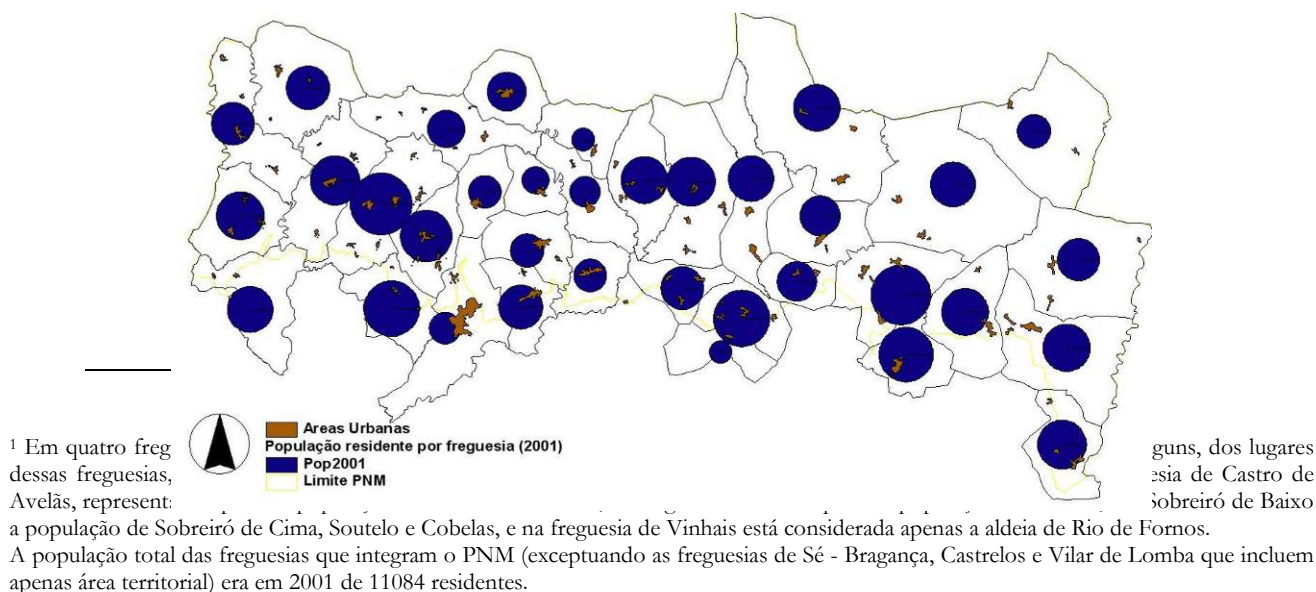 Areas Urbanas
População residente por freguesia (2001)
Pop2001
Limite PNM
1 Em quatro freg guns, dos lugares
dessas freguesias, esia de Castro de
Avelãs, represent Sobreiró de Baixo
a população de Sobreiró de Cima, Soutelo e Cobelas, e na freguesia de Vinhais está considerada apenas a aldeia de Rio de Fornos.
A população total das freguesias que integram o PNM (exceptuando as freguesias de Sé - Bragança, Castrelos e Vilar de Lomba que incluem
apenas área territorial) era em 2001 de 11084 residentes.